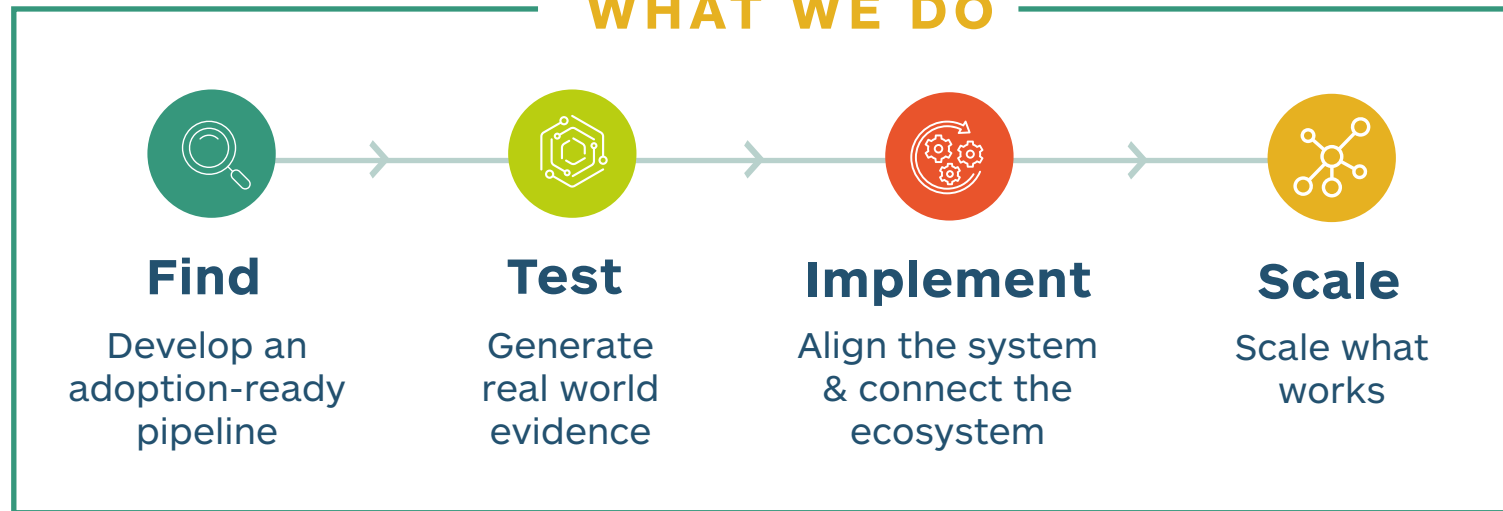 WHAT WE DO
Find
Develop an
adoption-ready
pipeline
Test
Generate
real world
evidence
Implement
Align the system
& connect the
ecosystem
Scale
Scale what
works